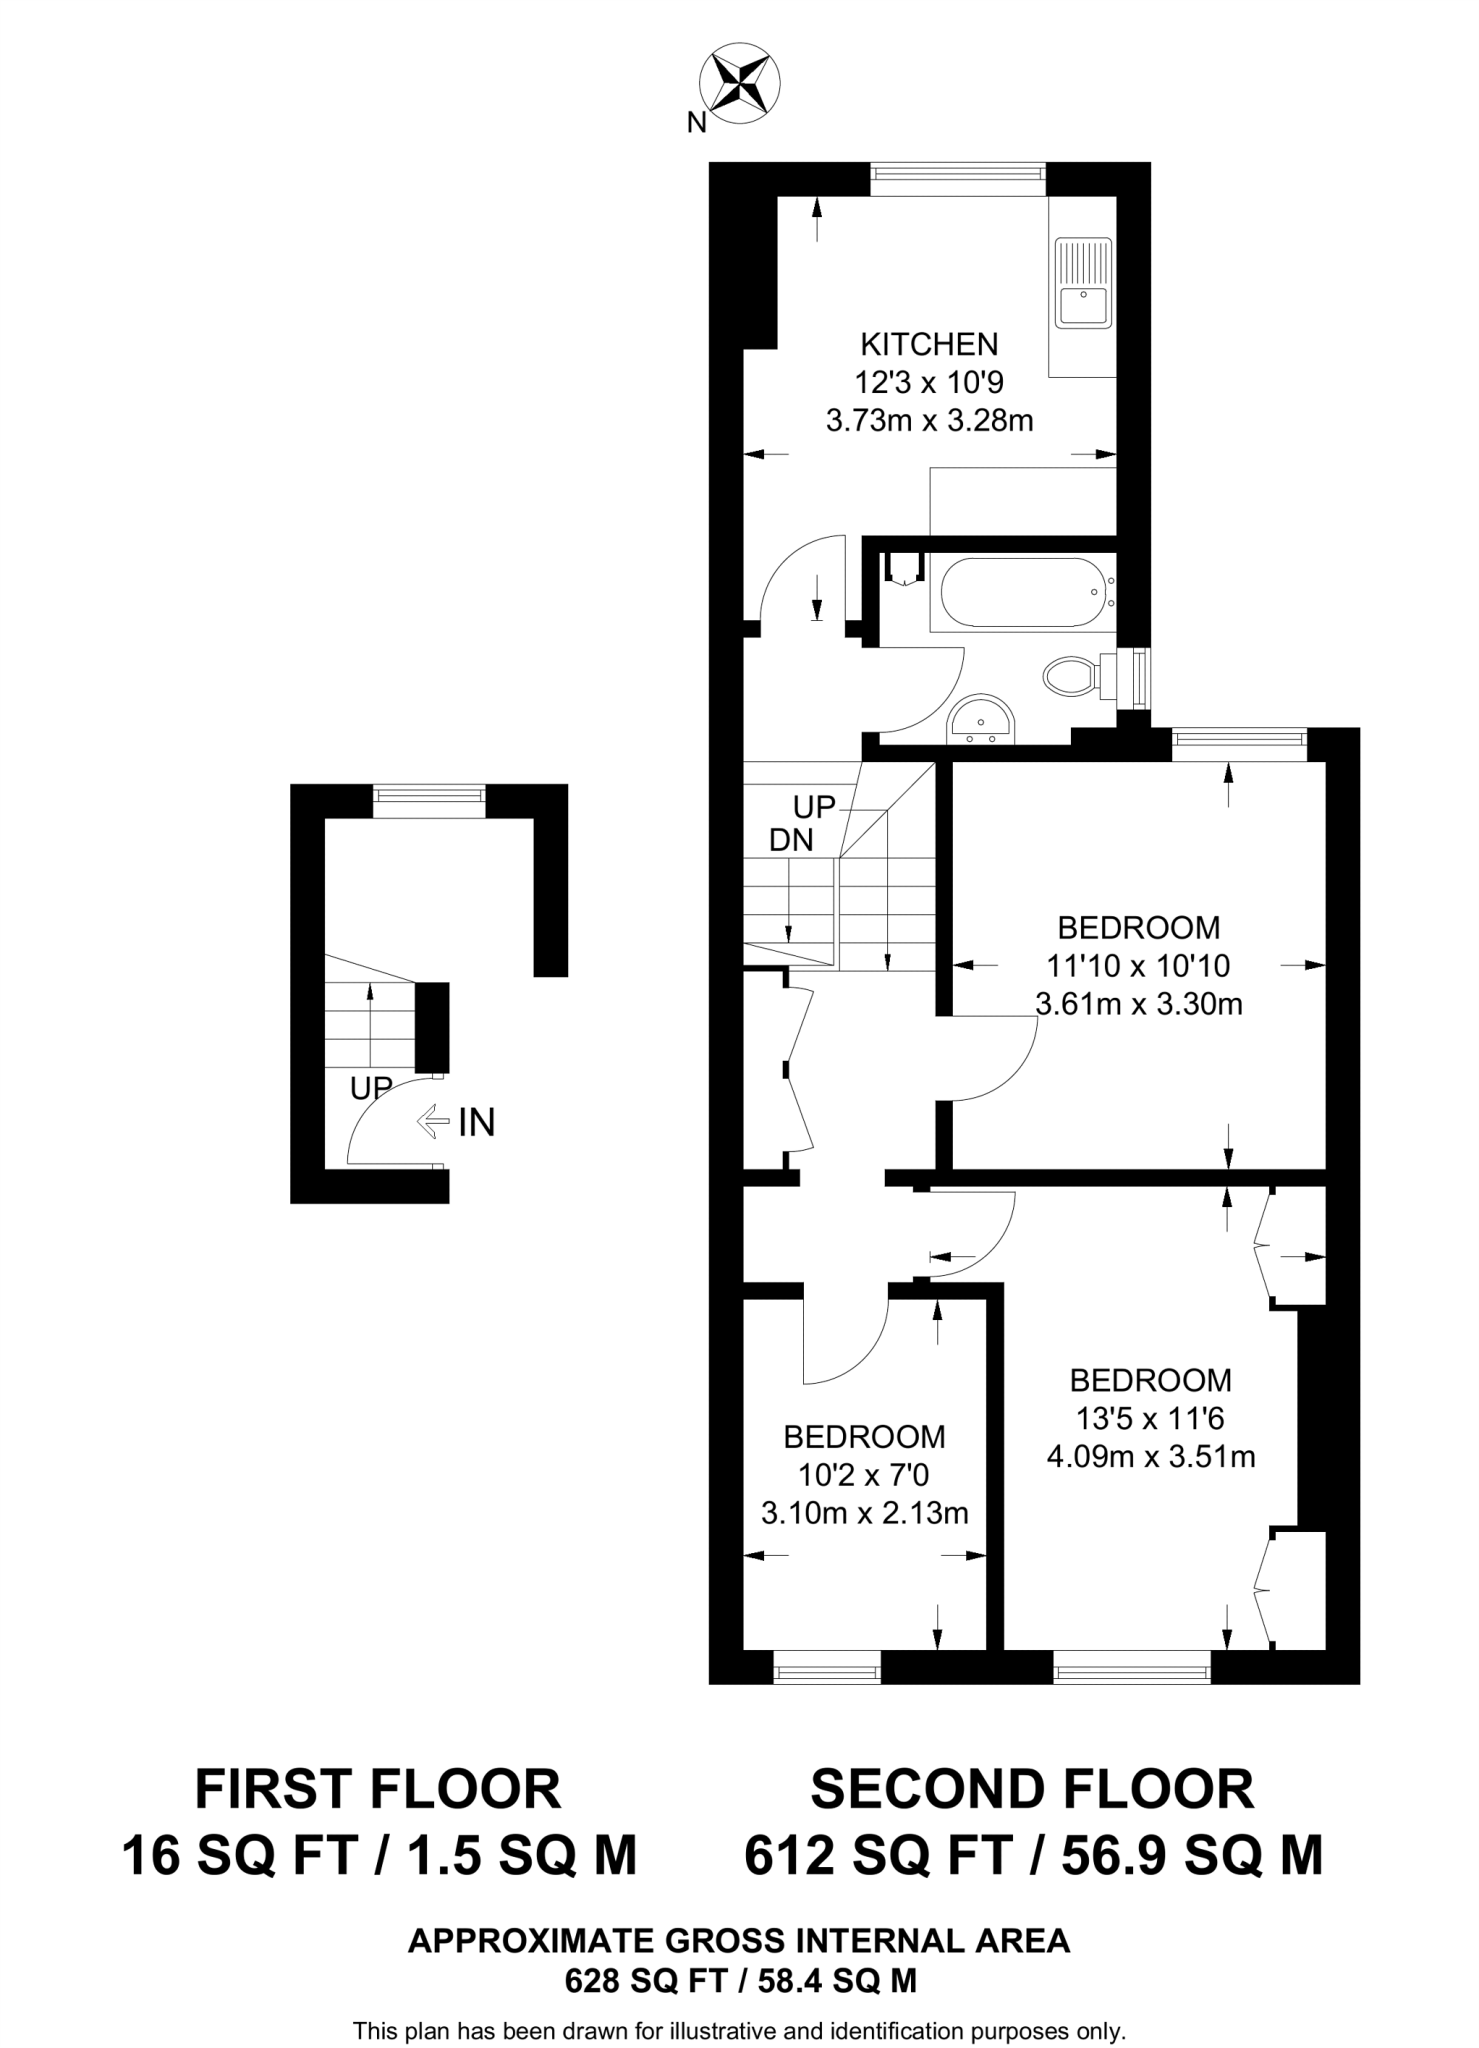 N
KITCHEN
12'3 x 10'9
3.73m x 3.28m
UP
DN
BEDROOM
11'10 x 10'10
3.61m x 3.30m
UP
IN
BEDROOM
13'5 x 11'6
4.09m x 3.51m
BEDROOM
10'2 x 7'0
3.10m x 2.13m
FIRST FLOOR
16 SQ FT / 1.5 SQ M
SECOND FLOOR
612 SQ FT / 56.9 SQ M
APPROXIMATE GROSS INTERNAL AREA
628 SQ FT / 58.4 SQ M
This plan has been drawn for illustrative and identification purposes only.